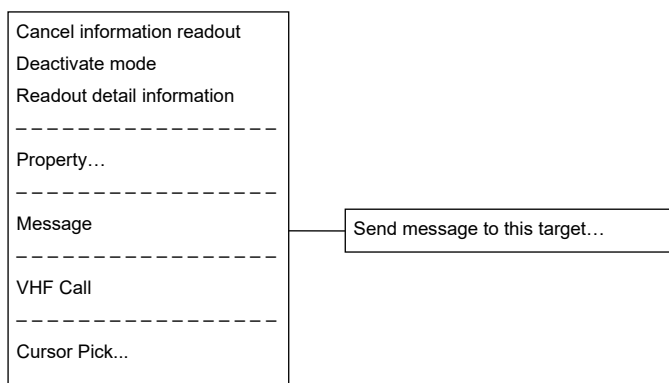 Cancel information readout
Deactivate mode
Readout detail information
Property…
Message
Send message to this target…
VHF Call
Cursor Pick...